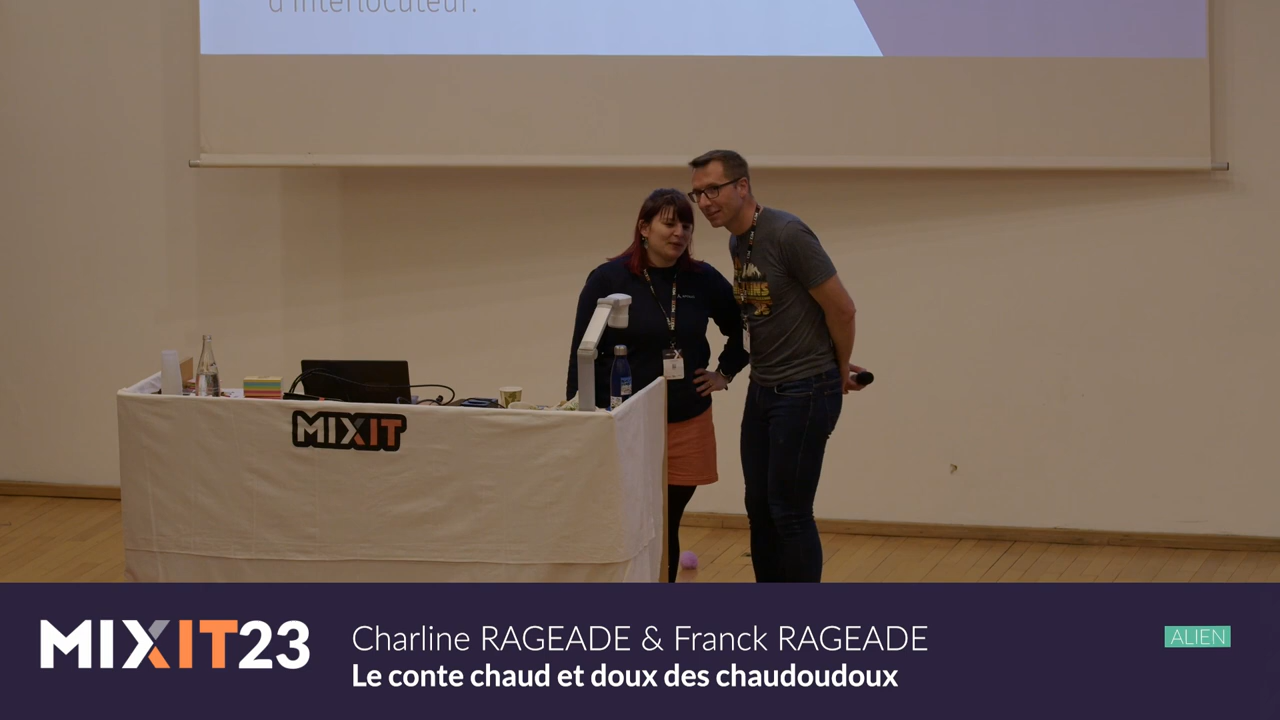 d'interlocuteur.
MIXIT
MIXIT23
Charline RAGEADE & Franck RAGEADE
Le conte chaud et doux des chaudoudoux
ALIEN